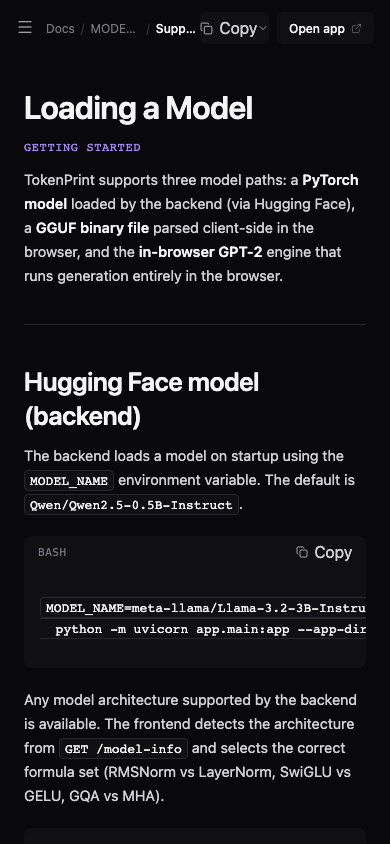 Docs / MODE... / Supp... Copy Open app
Loading a Model
GETTING STARTED
TokenPrint supports three model paths: a PyTorch
model loaded by the backend (via Hugging Face),
a GGUF binary file parsed client-side in the
browser, and the in-browser GPT-2 engine that
runs generation entirely in the browser.
Hugging Face model
(backend)
The backend loads a model on startup using the
MODEL_NAME environment variable. The default is
Qwen/Qwen2.5-0.5B-Instruct.
BASH Copy
MODEL_NAME=meta-llama/Llama-3.2-3B-Instru
python -m uvicorn app.main:app --app-dir
Any model architecture supported by the backend
is available. The frontend detects the architecture
from GET /model-info and selects the correct
formula set (RMSNorm vs LayerNorm, SwiGLU vs
GELU, GQA vs MHA).